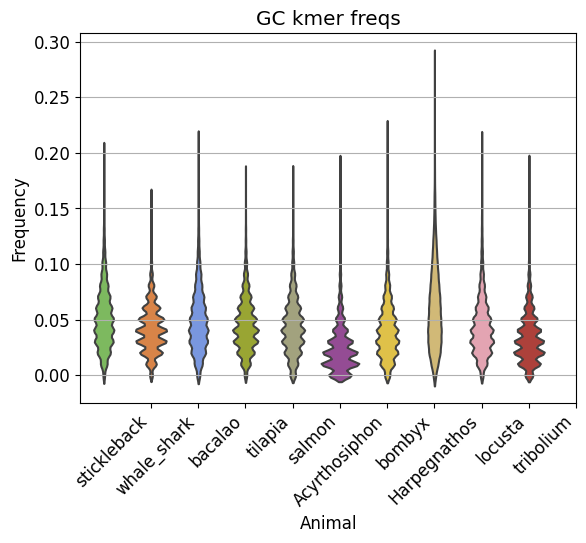 GC kmer freqs
0.30
0.25
0.20
0.15
0.10
0.05
0.00
Frequency
stickleback
whale_shark
bacalao
tilapia
salmon
Acyrthosiphon
bombyx
Harpegnathos
locusta
tribolium
Animal